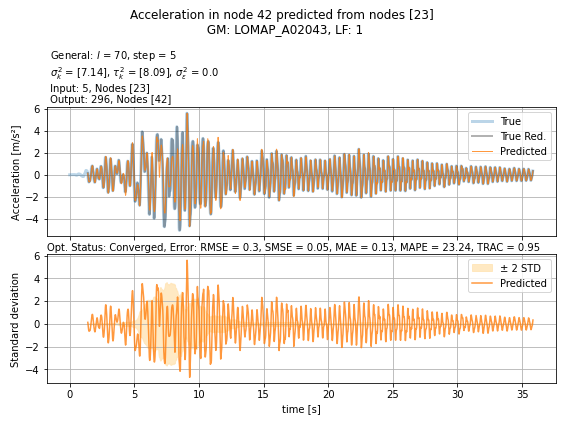 Acceleration in node 42 predicted from nodes [23]
GM: LOMAP_A02043, LF: 1
General: l = 70, step = 5
σ²ₖ = [7.14], τ²ₖ = [8.09], σ²ε = 0.0
Input: 5, Nodes [23]
Output: 296, Nodes [42]
6
4
2
0
−2
−4
Acceleration [m/s²]
True
True Red.
Predicted
Opt. Status: Converged, Error: RMSE = 0.3, SMSE = 0.05, MAE = 0.13, MAPE = 23.24, TRAC = 0.95
6
4
2
0
−2
−4
Standard deviation
± 2 STD
Predicted
0 5 10 15 20 25 30 35
time [s]